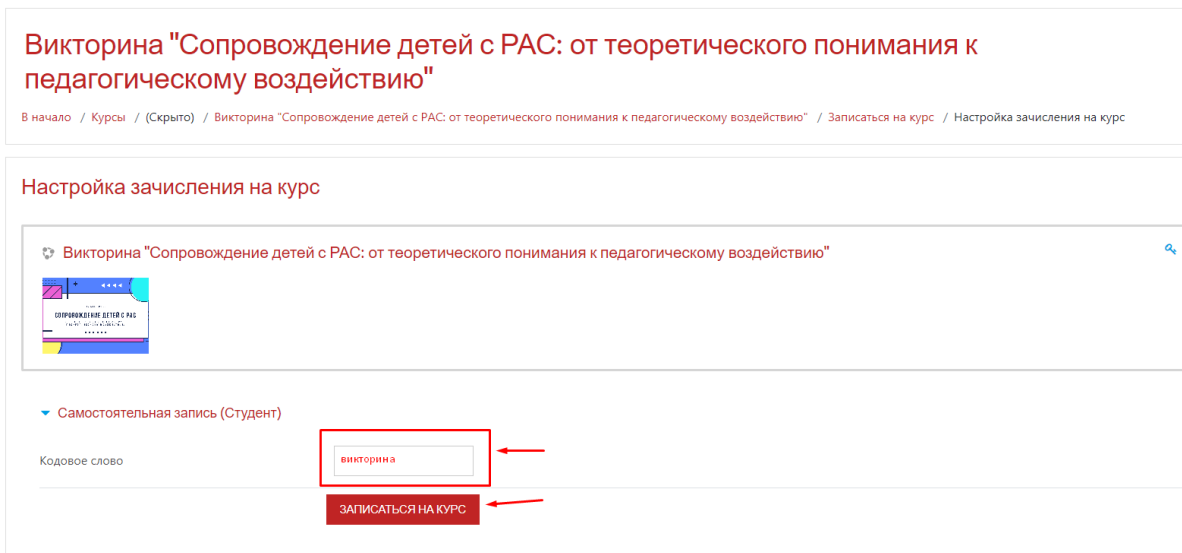 Викторина "Сопровождение детей с РАС: от теоретического понимания к
педагогическому воздействию"
В начало / Курсы / (Скрыто) / Викторина "Сопровождение детей с РАС: от теоретического понимания к педагогическому воздействию" / Записаться на курс / Настройка зачисления на курс
Настройка зачисления на курс
Викторина "Сопровождение детей с РАС: от теоретического понимания к педагогическому воздействию"
СОПРОВОЖДЕНИЕ ДЕТЕЙ С РАС
Самостоятельная запись (Студент)
Кодовое слово
викторина
ЗАПИСАТЬСЯ НА КУРС